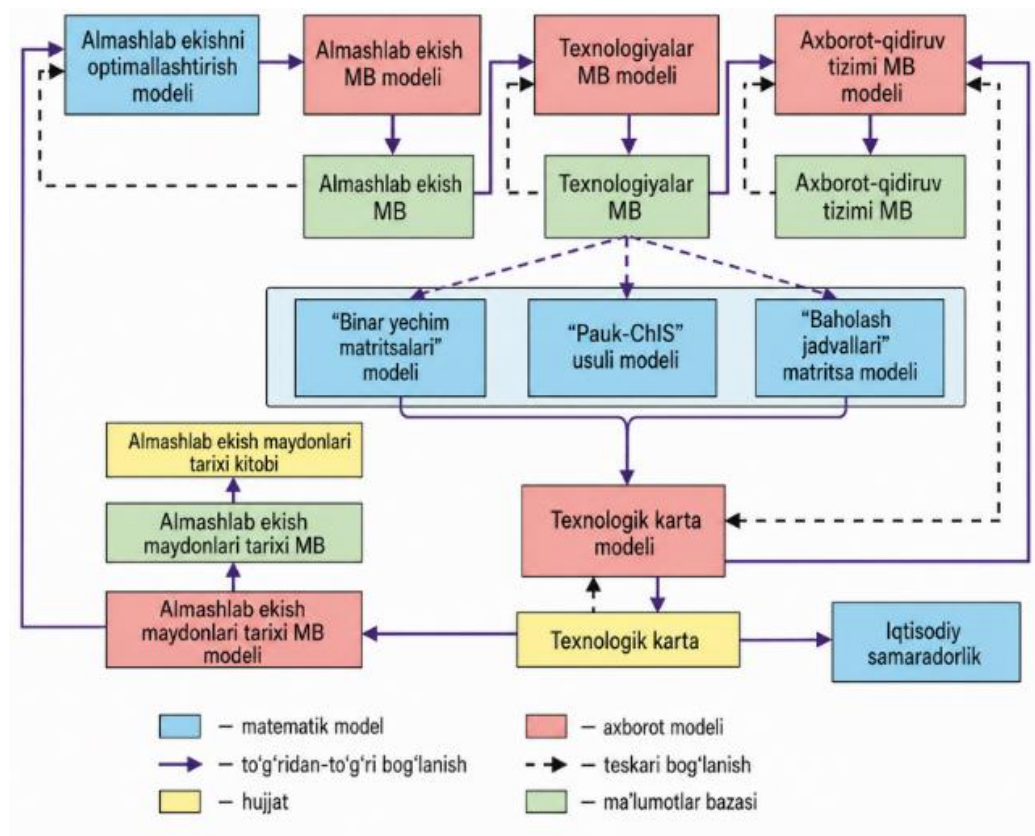 Almashlab ekishni
optimallashtirish
modeli
Almashlab ekish
MB modeli
Texnologiyalar
MB modeli
Axborot-qidiruv
tizimi MB
modeli
Almashlab ekish
MB
Texnologiyalar
MB
Axborot-qidiruv
tizimi MB
“Binar yechim
matritsalari”
modeli
“Pauk-ChIS”
usuli modeli
“Baholash
jadvallari”
matritsa modeli
Almashlab ekish maydonlari
tarixi kitobi
Almashlab ekish
maydonlari tarixi MB
Almashlab ekish
maydonlari tarixi MB
modeli
Texnologik karta
modeli
Texnologik karta
Iqtisodiy
samaradorlik
– matematik model
– axborot modeli
– to‘g‘ridan-to‘g‘ri bog‘lanish
– teskari bog‘lanish
– hujjat
– ma’lumotlar bazasi